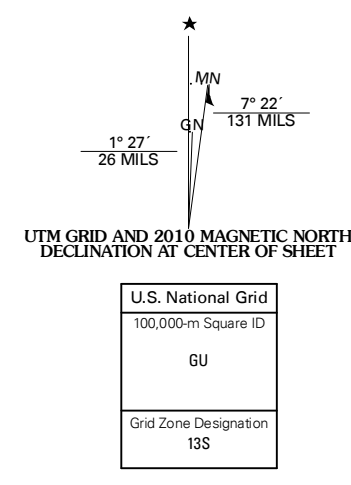 MN
7° 22´
131 MILS
GN
1° 27´
26 MILS
UTM GRID AND 2010 MAGNETIC NORTH
DECLINATION AT CENTER OF SHEET
U.S. National Grid
100,000-m Square ID
GU
Grid Zone Designation
13S